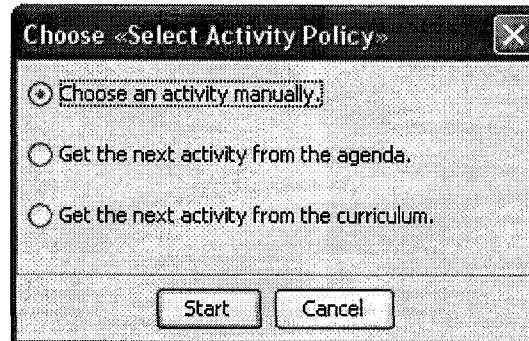 Choose «Select Activity Policy»
Choose an activity manually.
Get the next activity from the agenda.
Get the next activity from the curriculum.
Start Cancel